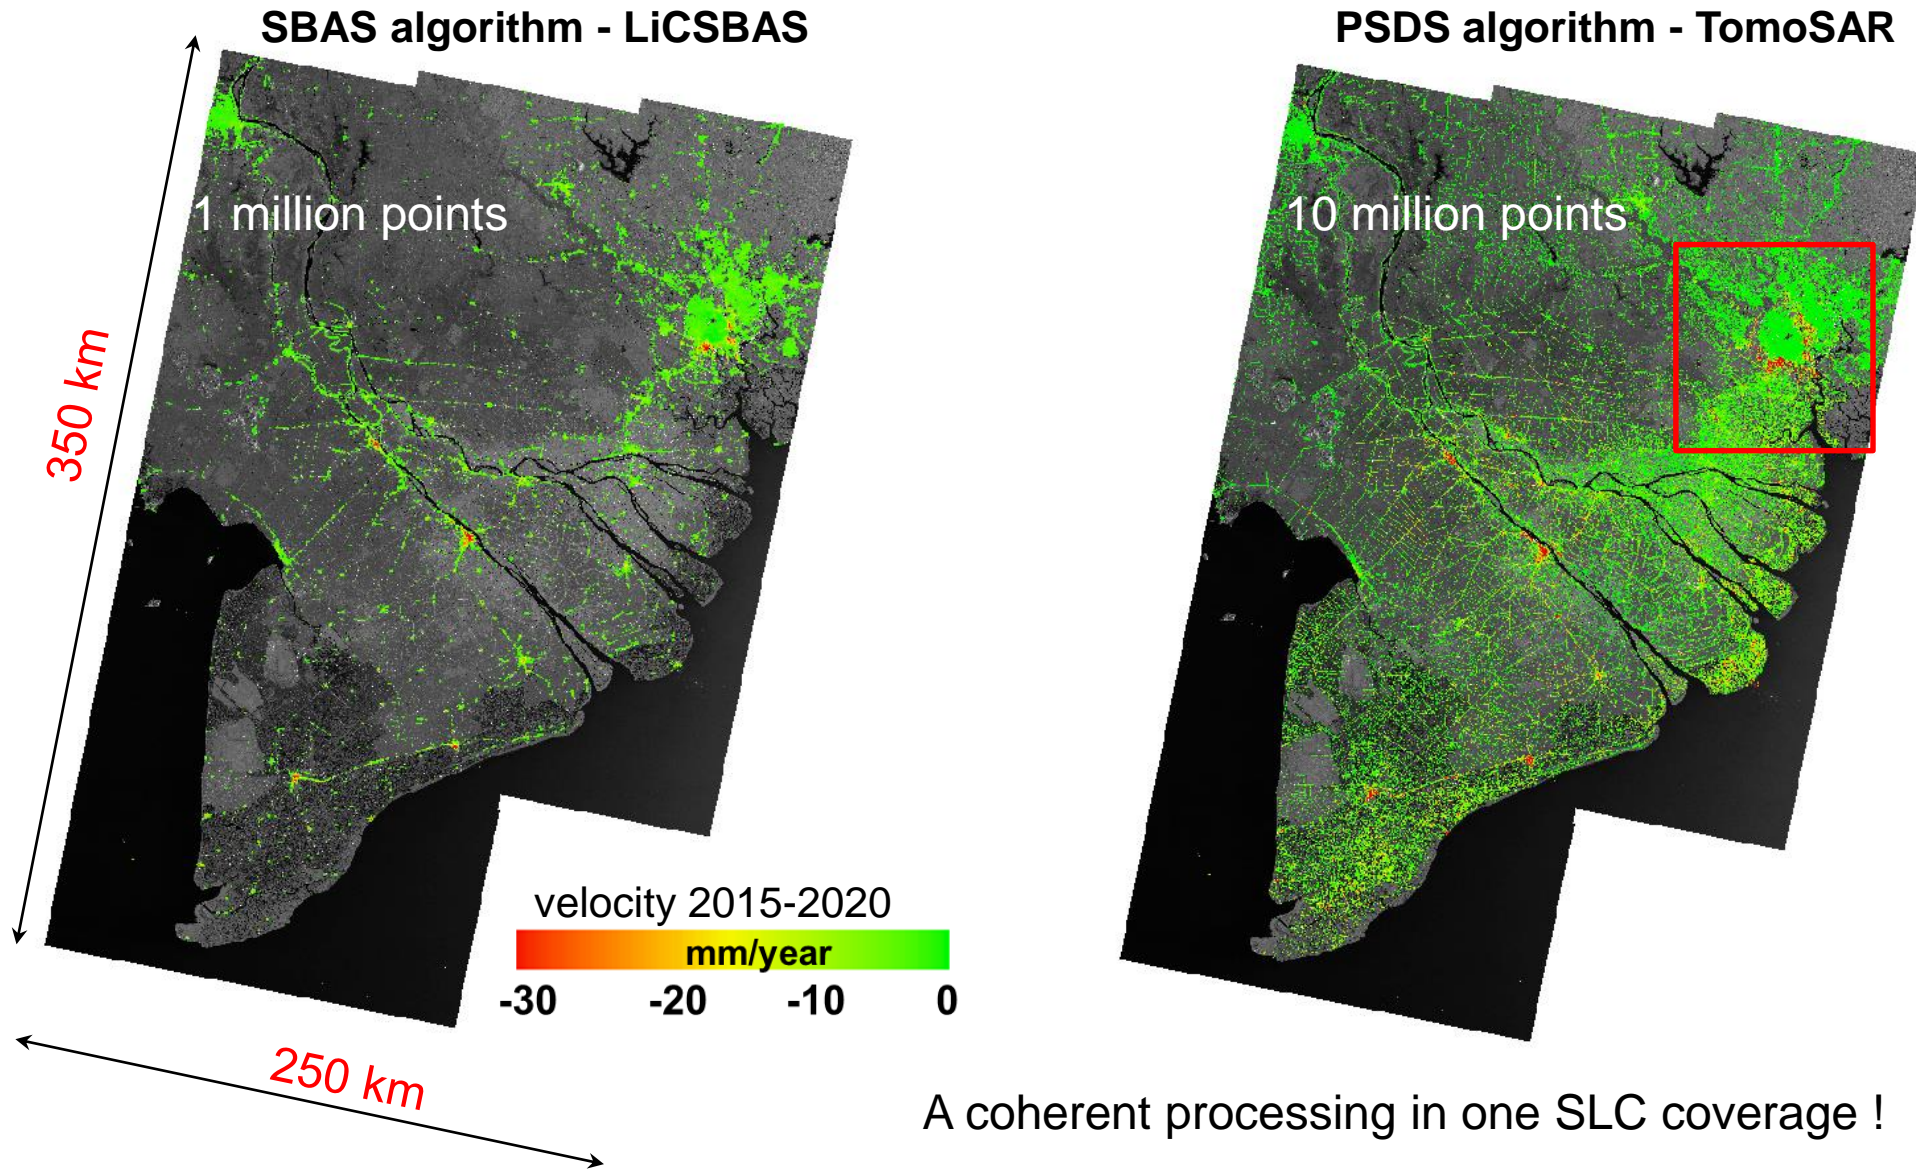 SBAS algorithm - LiCSBAS
PSDS algorithm - TomoSAR
1 million points
10 million points
350 km
velocity 2015-2020
mm/year
-30 -20 -10 0
250 km
A coherent processing in one SLC coverage !